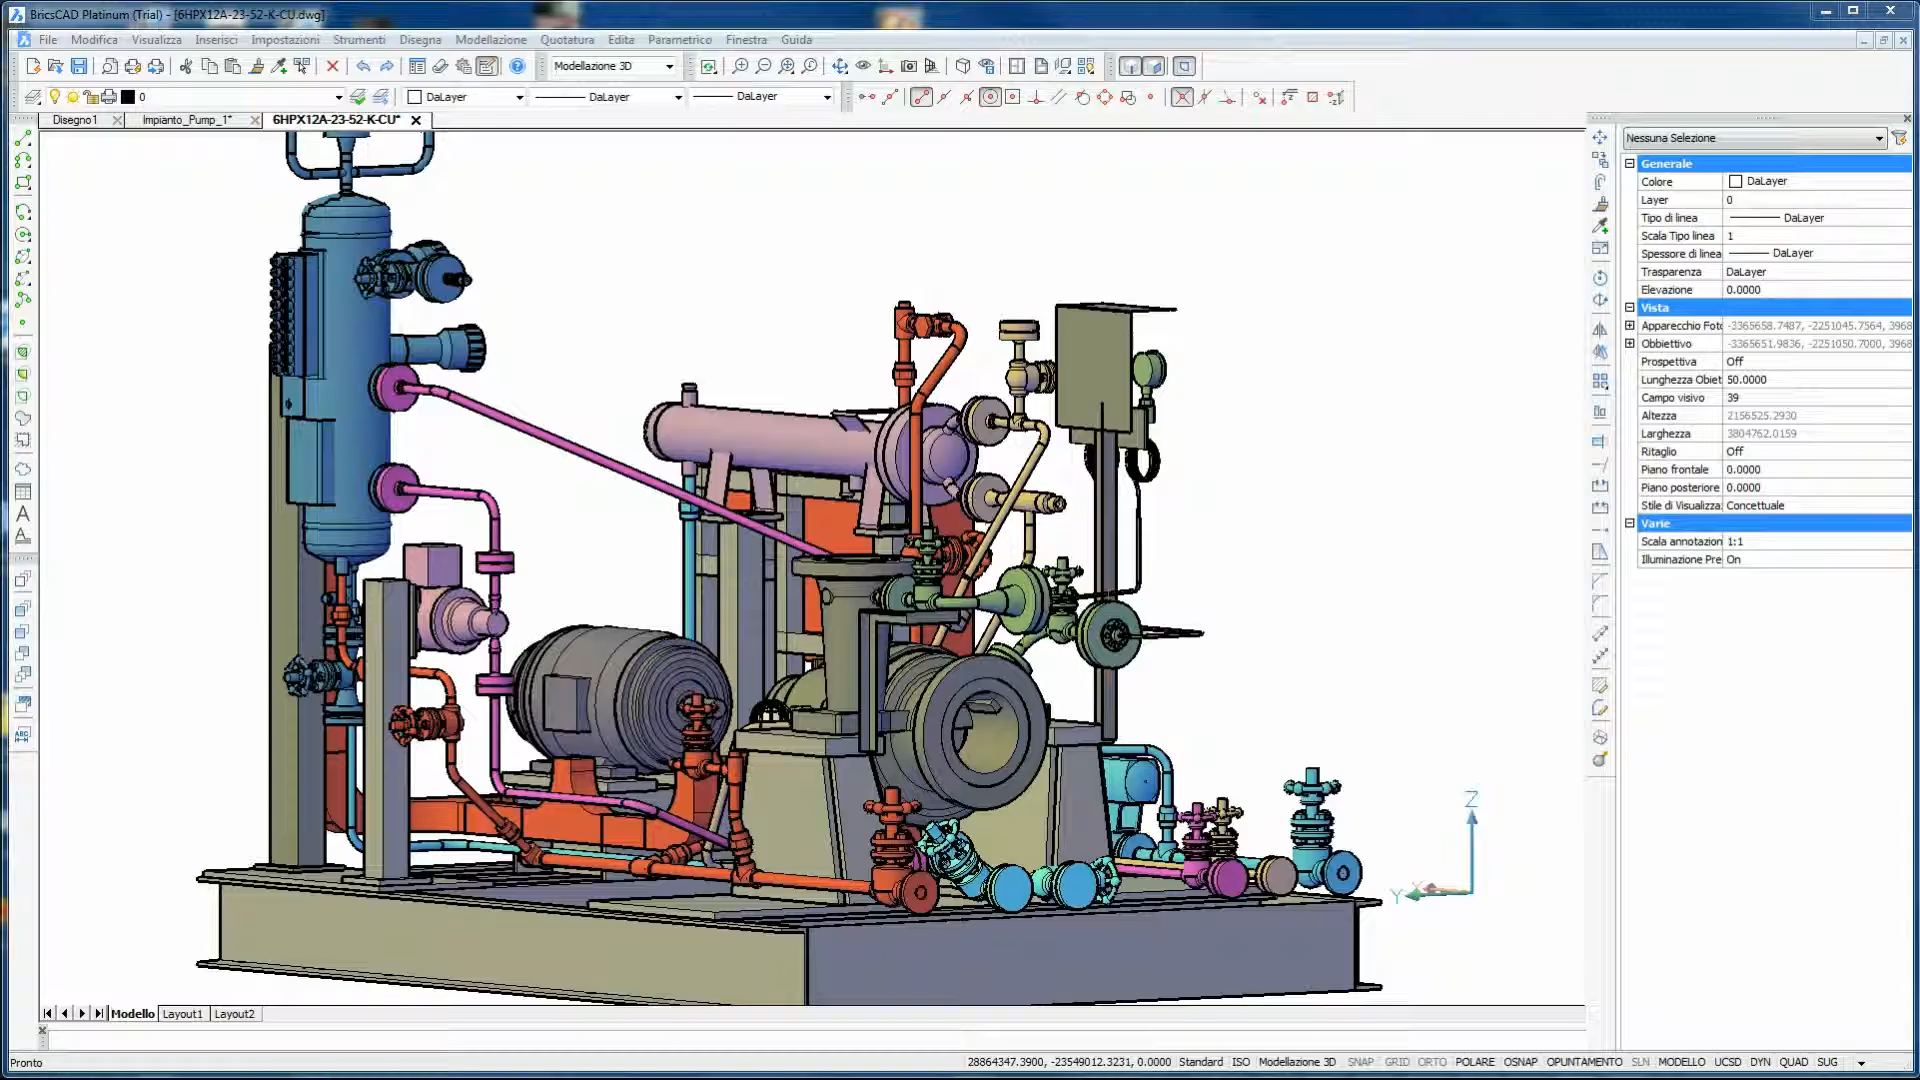 BricsCAD Platinum (Trial) - [6HPX12A-23-52-K-CU.dwg]
File Modifica Visualizza Inserisci Impostazioni Strumenti Disegna Modellazione Quotatura Edita Parametrico Finestra Guida
Modellazione 3D
0 DaLayer DaLayer DaLayer
Disegno1 Impianto_Pump_1* 6HPX12A-23-52-K-CU*
Nessuna Selezione
Generale
Colore DaLayer
Layer 0
Tipo di linea DaLayer
Scala Tipo linea 1
Spessore di linea DaLayer
Trasparenza DaLayer
Elevazione 0.0000
Vista
Apparecchio Foto -3365658.7487, -2251045.7564, 3968
Obbiettivo -3365651.9836, -2251050.7000, 3968
Prospettiva Off
Lunghezza Obiet 50.0000
Campo visivo 39
Altezza 2156525.2930
Larghezza 3804762.0159
Ritaglio Off
Piano frontale 0.0000
Piano posteriore 0.0000
Stile di Visualizza Concettuale
Varie
Scala annotazion 1:1
Illuminazione Pre On
A
A
ABC
Z
Y X
Modello Layout1 Layout2
Pronto 28864347.3900, -23549012.3231, 0.0000 Standard ISO Modellazione 3D SNAP GRID ORTO POLARE OSNAP OPUNTAMENTO SLN MODELLO UCSD DYN QUAD SUG